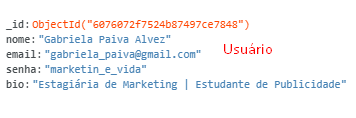 _id: ObjectId("6076072f7524b87497ce7848")
nome: "Gabriela Paiva Alvez"
email: "gabriela_paiva@gmail.com"
Usuário
senha: "marketin_e_vida"
bio: "Estagiária de Marketing | Estudante de Publicidade"